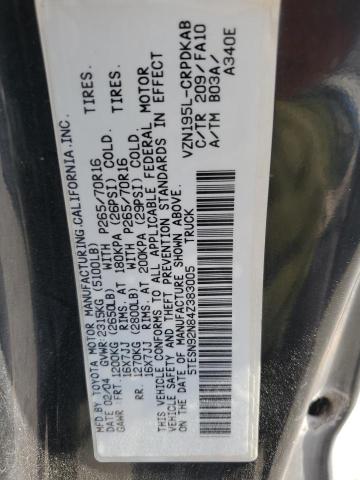 MFD. BY: TOYOTA MOTOR MANUFACTURING, CALIFORNIA, INC.
DATE: 02/04 GVWR: 2315KG (5100LB)
GAWR FRT. 1200KG (2650LB) WITH P265/70R16
16X7JJ RIMS, AT 180KPA (26PSI) COLD.
RR. 1270KG (2800LB) WITH P265/70R16
16X7JJ RIMS, AT 200KPA (29PSI) COLD.
THIS VEHICLE CONFORMS TO ALL APPLICABLE FEDERAL MOTOR
VEHICLE SAFETY AND THEFT PREVENTION STANDARDS IN EFFECT
ON THE DATE OF MANUFACTURE SHOWN ABOVE.
5TESN92N84Z383005 TRUCK
VZN195L-CRPDKAB
C/TR 209/FA10
A/TM B03A/
A340E